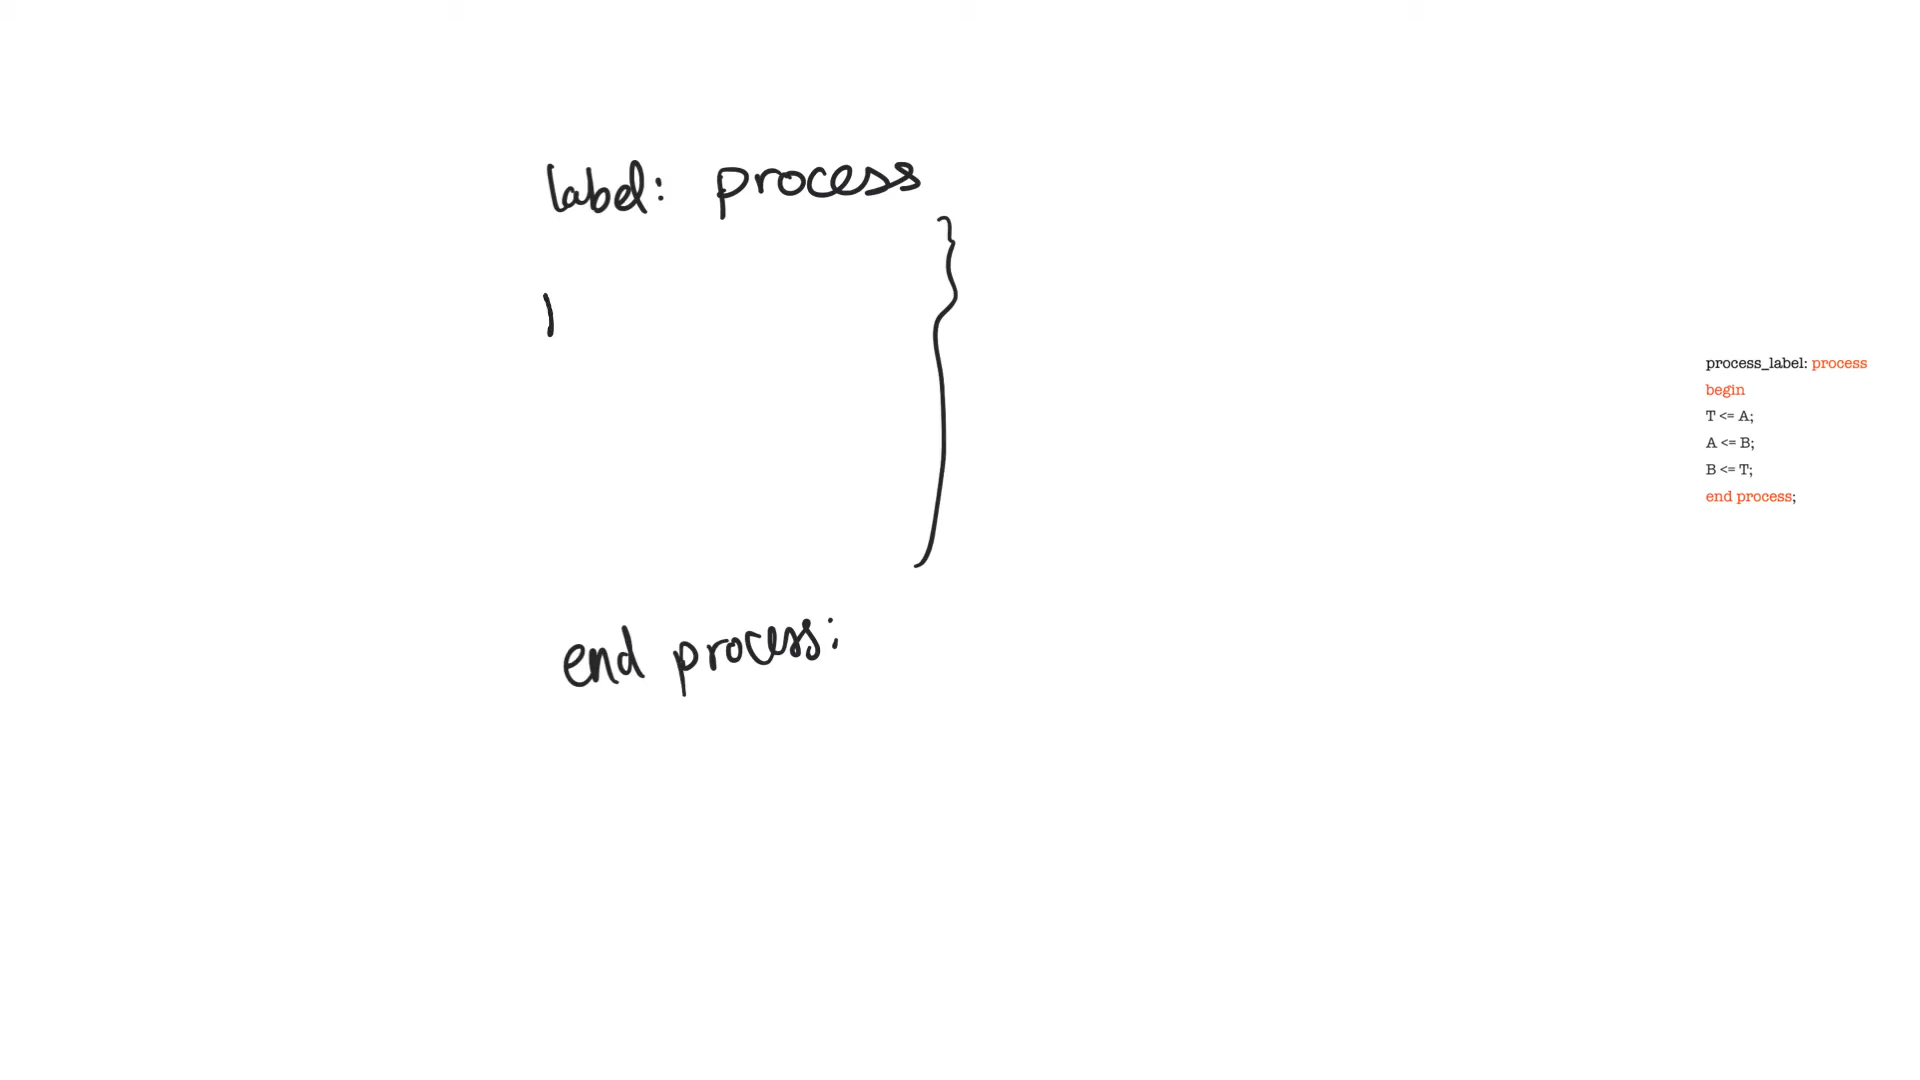 label: process
end process;
process_label: process
begin
T <= A;
A <= B;
B <= T;
end process;